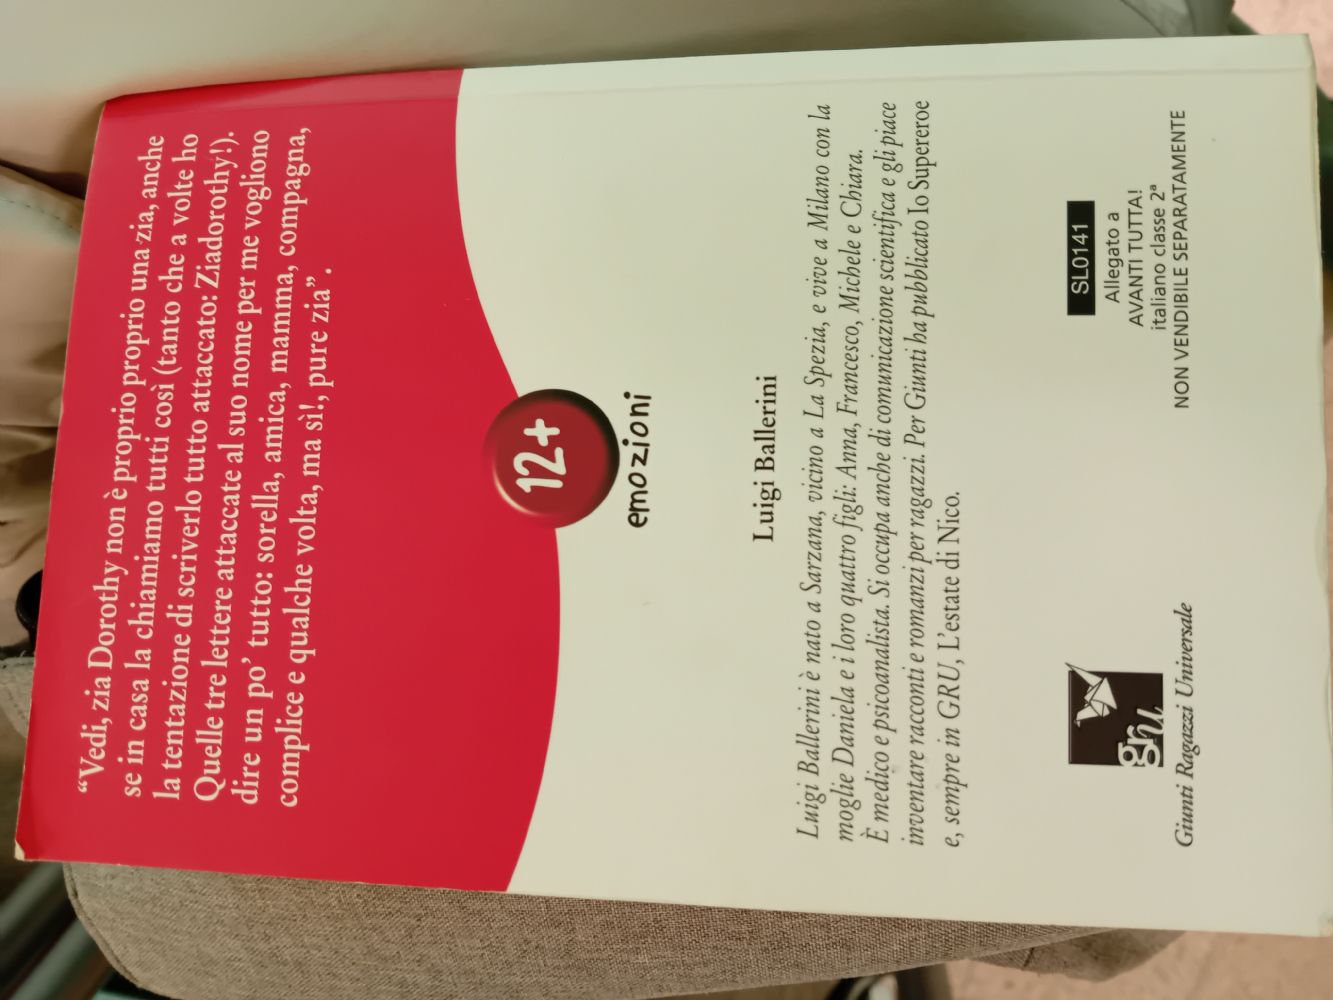 “Vedi, zia Dorothy non è proprio proprio una zia, anche
se in casa la chiamiamo tutti così (tanto che a volte ho
la tentazione di scriverlo tutto attaccato: Ziadorothy!).
Quelle tre lettere attaccate al suo nome per me vogliono
dire un po’ tutto: sorella, amica, mamma, compagna,
complice e qualche volta, ma sì!, pure zia”.
12+
emozioni
Luigi Ballerini
Luigi Ballerini è nato a Sarzana, vicino a La Spezia, e vive a Milano con la
moglie Daniela e i loro quattro figli: Anna, Francesco, Michele e Chiara.
È medico e psicoanalista. Si occupa anche di comunicazione scientifica e gli piace
inventare racconti e romanzi per ragazzi. Per Giunti ha pubblicato Io Supereroe
e, sempre in GRU, L'estate di Nico.
gru
Giunti Ragazzi Universale
SL0141
Allegato a
AVANTI TUTTA!
italiano classe 2ª
NON VENDIBILE SEPARATAMENTE